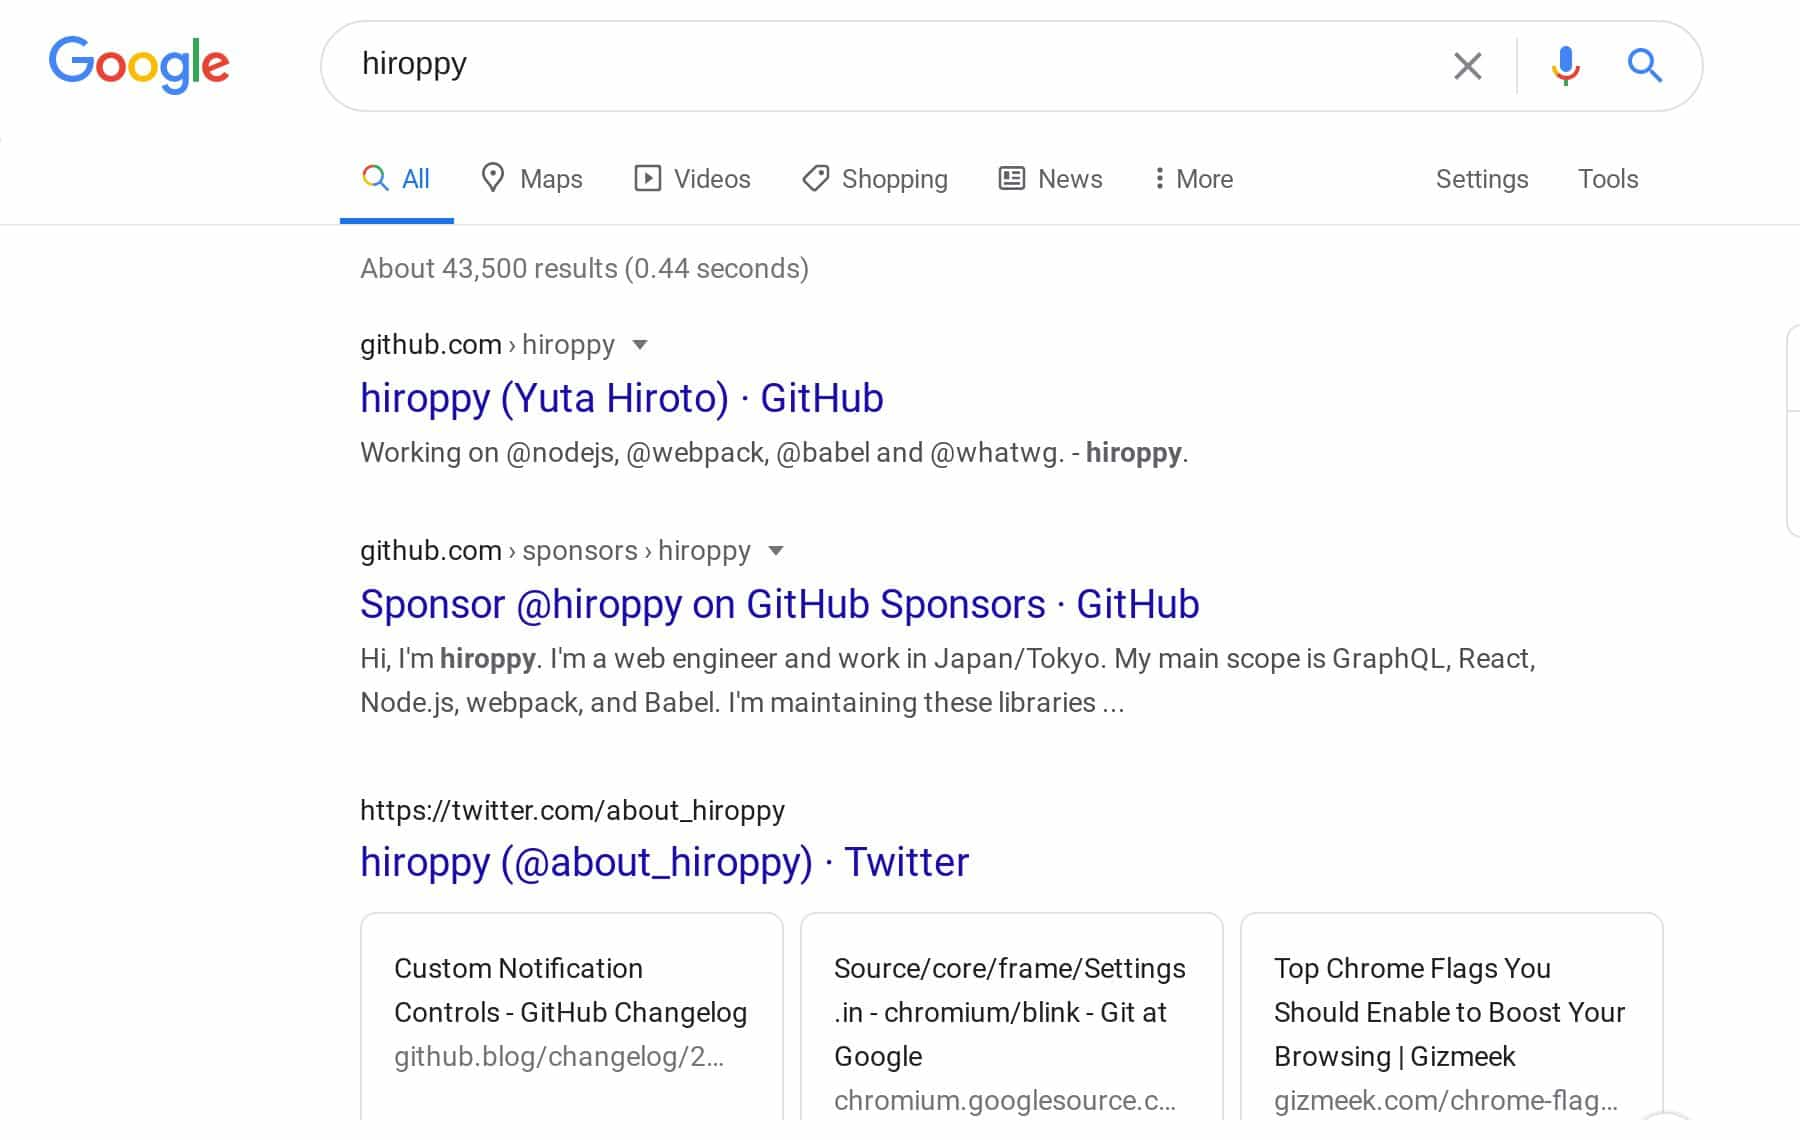 Google
hiroppy
All Maps Videos Shopping News More Settings Tools
About 43,500 results (0.44 seconds)
github.com › hiroppy
hiroppy (Yuta Hiroto) · GitHub
Working on @nodejs, @webpack, @babel and @whatwg. - hiroppy.
github.com › sponsors › hiroppy
Sponsor @hiroppy on GitHub Sponsors · GitHub
Hi, I'm hiroppy. I'm a web engineer and work in Japan/Tokyo. My main scope is GraphQL, React,
Node.js, webpack, and Babel. I'm maintaining these libraries ...
https://twitter.com/about_hiroppy
hiroppy (@about_hiroppy) · Twitter
Custom Notification
Controls - GitHub Changelog
github.blog/changelog/2...
Source/core/frame/Settings
.in - chromium/blink - Git at
Google
chromium.googlesource.c...
Top Chrome Flags You
Should Enable to Boost Your
Browsing | Gizmeek
gizmeek.com/chrome-flag...